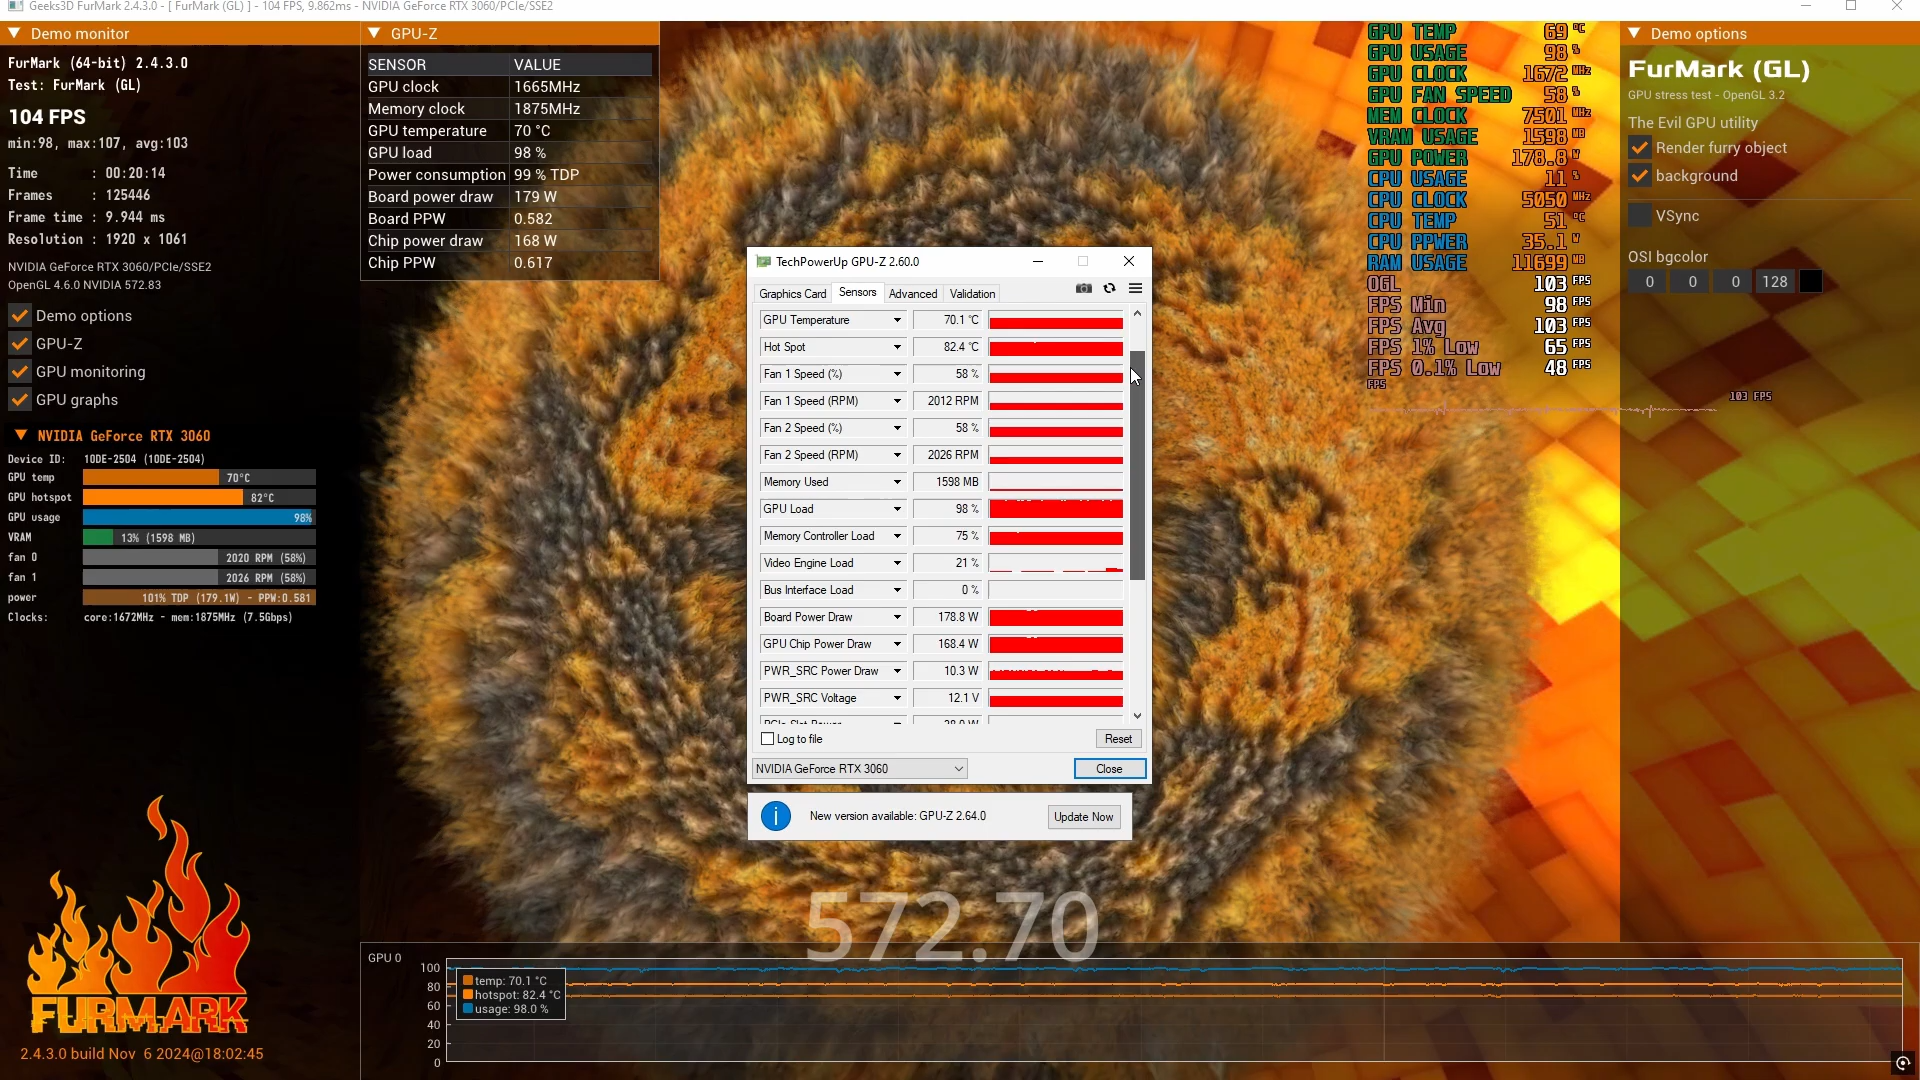 Geeks3D FurMark 2.4.3.0 - [ FurMark (GL) ] - 104 FPS, 9.862ms - NVIDIA GeForce RTX 3060/PCIe/SSE2
Demo monitor
FurMark (64-bit) 2.4.3.0
Test: FurMark (GL)
104 FPS
min:98, max:107, avg:103
Time : 00:20:14
Frames : 125446
Frame time : 9.944 ms
Resolution : 1920 x 1061
NVIDIA GeForce RTX 3060/PCIe/SSE2
OpenGL 4.6.0 NVIDIA 572.83
Demo options
GPU-Z
GPU monitoring
GPU graphs
NVIDIA GeForce RTX 3060
Device ID: 10DE-2504 (10DE-2504)
GPU temp 70°C
GPU hotspot 82°C
GPU usage 98%
VRAM 13% (1598 MB)
fan 0 2020 RPM (58%)
fan 1 2026 RPM (58%)
power 101% TDP (179.1W) - PPW:0.581
Clocks: core:1672MHz - mem:1875MHz (7.5Gbps)
FURMARK
2.4.3.0 build Nov 6 2024@18:02:45
GPU-Z
SENSOR VALUE
GPU clock 1665MHz
Memory clock 1875MHz
GPU temperature 70 °C
GPU load 98 %
Power consumption 99 % TDP
Board power draw 179 W
Board PPW 0.582
Chip power draw 168 W
Chip PPW 0.617
TechPowerUp GPU-Z 2.60.0
Graphics Card Sensors Advanced Validation
GPU Temperature 70.1 °C
Hot Spot 82.4 °C
Fan 1 Speed (%) 58 %
Fan 1 Speed (RPM) 2012 RPM
Fan 2 Speed (%) 58 %
Fan 2 Speed (RPM) 2026 RPM
Memory Used 1598 MB
GPU Load 98 %
Memory Controller Load 75 %
Video Engine Load 21 %
Bus Interface Load 0 %
Board Power Draw 178.8 W
GPU Chip Power Draw 168.4 W
PWR_SRC Power Draw 10.3 W
PWR_SRC Voltage 12.1 V
Log to file Reset
NVIDIA GeForce RTX 3060 Close
New version available: GPU-Z 2.64.0 Update Now
572.70
GPU TEMP 69 °C
GPU USAGE 98 %
GPU CLOCK 1672 MHz
GPU FAN SPEED 58 %
MEM CLOCK 7501 MHz
VRAM USAGE 1598 MB
GPU POWER 178.8 W
CPU USAGE 11 %
CPU CLOCK 5050 MHz
CPU TEMP 51 °C
CPU PPWER 35.1 W
RAM USAGE 11699 MB
OGL 103 FPS
FPS Min 98 FPS
FPS Avg 103 FPS
FPS 1% Low 65 FPS
FPS 0.1% Low 48 FPS
FPS
103 FPS
Demo options
FurMark (GL)
GPU stress test - OpenGL 3.2
The Evil GPU utility
Render furry object
background
VSync
OSI bgcolor
0 0 0 128
GPU 0
100
80
60
40
20
0
temp: 70.1 °C
hotspot: 82.4 °C
usage: 98.0 %